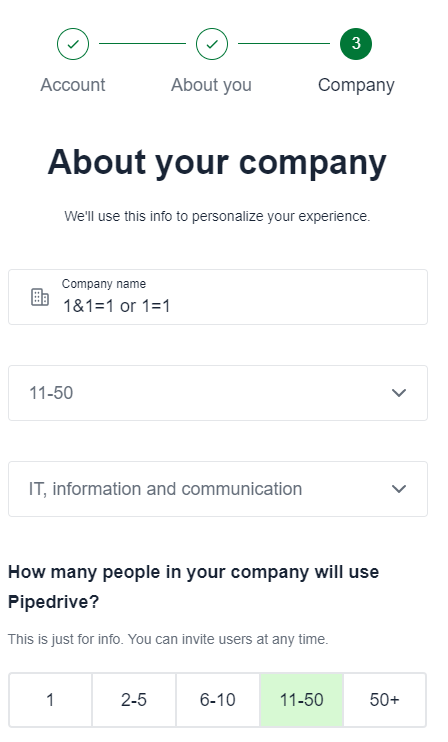 3
Account
About you
Company
About your company
We'll use this info to personalize your experience.
Company name
1&1=1 or 1=1
11-50
IT, information and communication
How many people in your company will use
Pipedrive?
This is just for info. You can invite users at any time.
1
2-5
6-10
11-50
50+